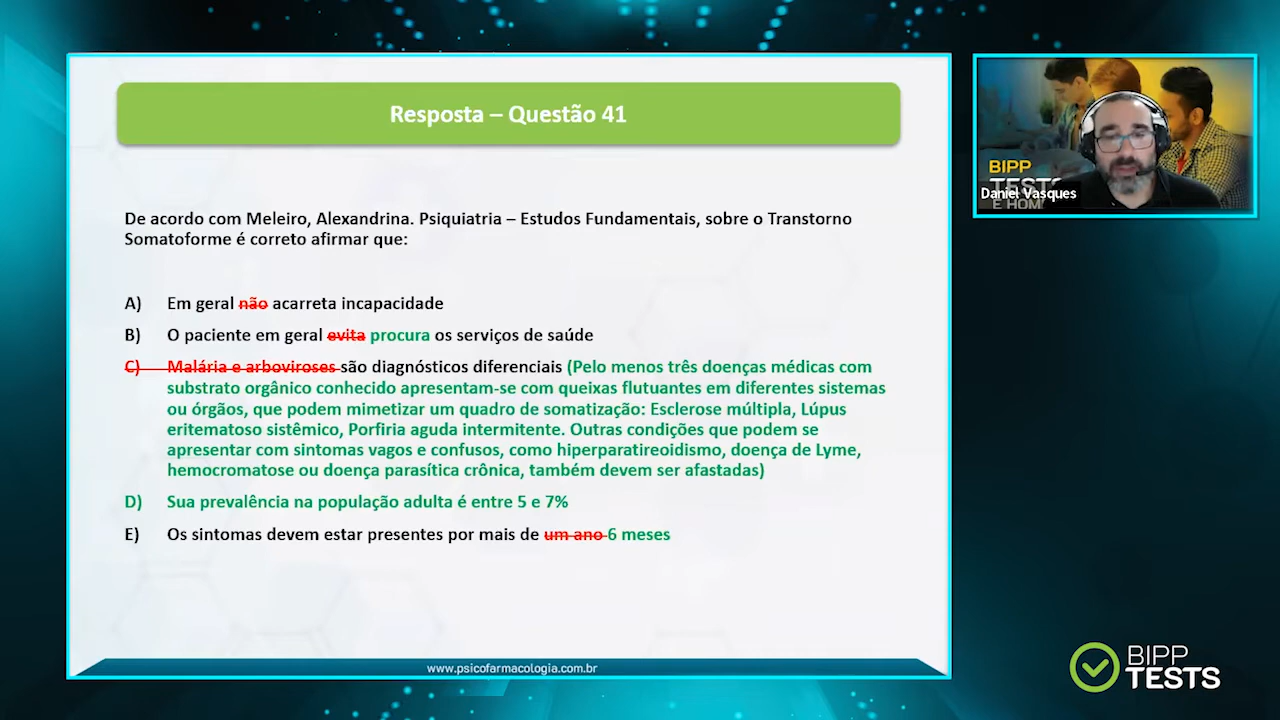 Resposta – Questão 41
De acordo com Meleiro, Alexandrina. Psiquiatria – Estudos Fundamentais, sobre o Transtorno
Somatoforme é correto afirmar que:
A) Em geral não acarreta incapacidade
B) O paciente em geral evita procura os serviços de saúde
C) Malária e arboviroses são diagnósticos diferenciais (Pelo menos três doenças médicas com
substrato orgânico conhecido apresentam-se com queixas flutuantes em diferentes sistemas
ou órgãos, que podem mimetizar um quadro de somatização: Esclerose múltipla, Lúpus
eritematoso sistêmico, Porfiria aguda intermitente. Outras condições que podem se
apresentar com sintomas vagos e confusos, como hiperparatireoidismo, doença de Lyme,
hemocromatose ou doença parasítica crônica, também devem ser afastadas)
D) Sua prevalência na população adulta é entre 5 e 7%
E) Os sintomas devem estar presentes por mais de um ano 6 meses
www.psicofarmacologia.com.br
BIPP
TESTS
Daniel Vasques
BIPP
TESTS